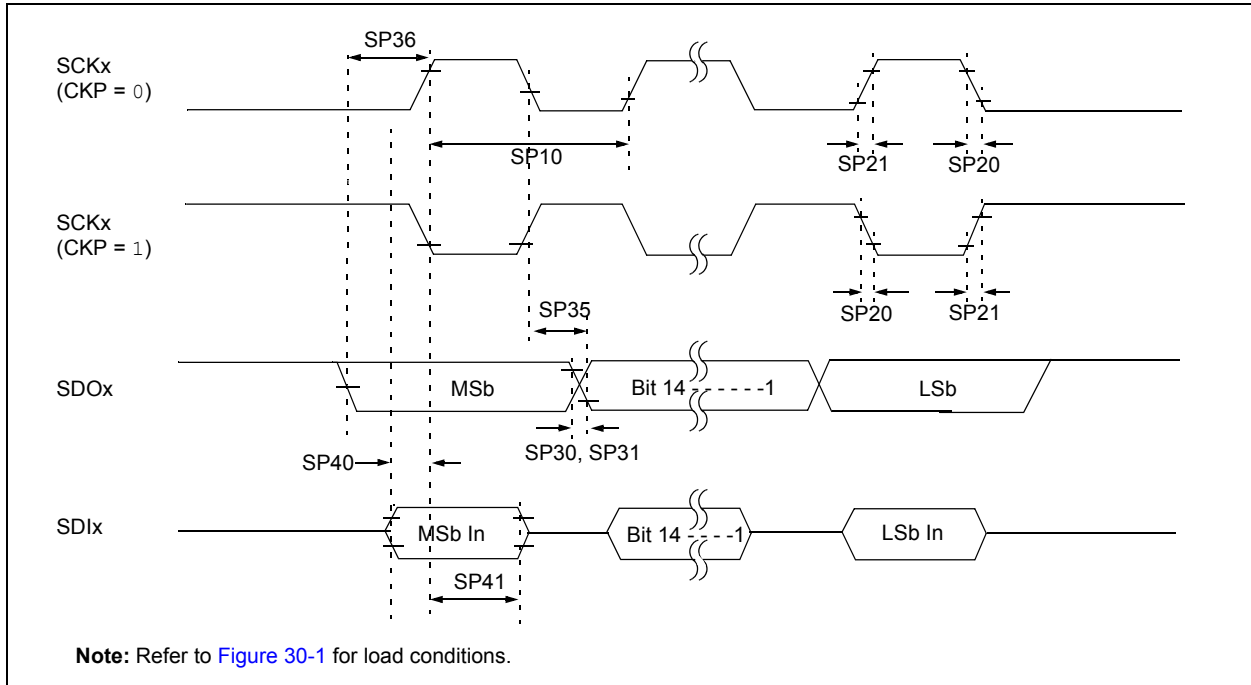 SP36
SCKx
(CKP = 0)
SP10
SP21
SP20
SCKx
(CKP = 1)
SP35
SP20
SP21
SDOx
MSb
Bit 14 - - - - - -1
LSb
SP30, SP31
SP40
SDIx
MSb In
Bit 14 - - - - -1
LSb In
SP41
Note: Refer to Figure 30-1 for load conditions.